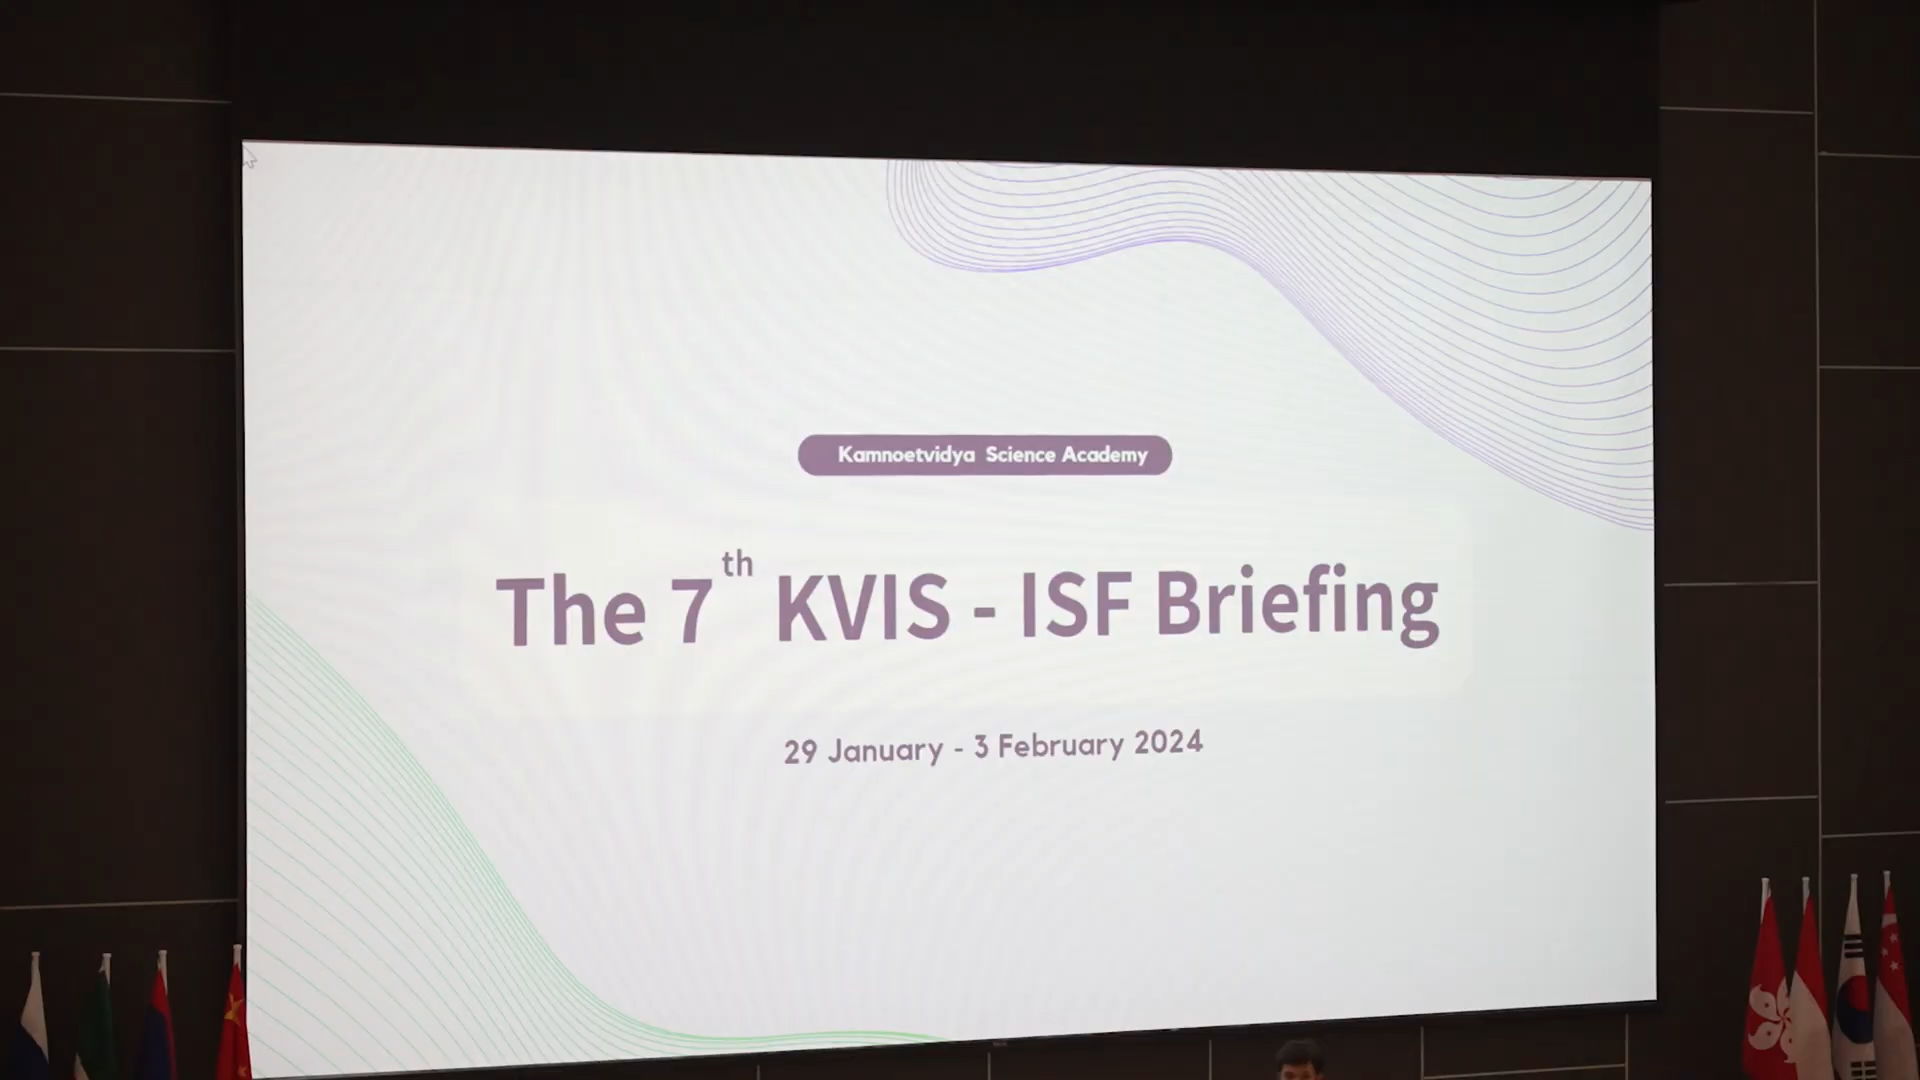 Kamnoetvidya Science Academy
The 7th KVIS - ISF Briefing
29 January - 3 February 2024